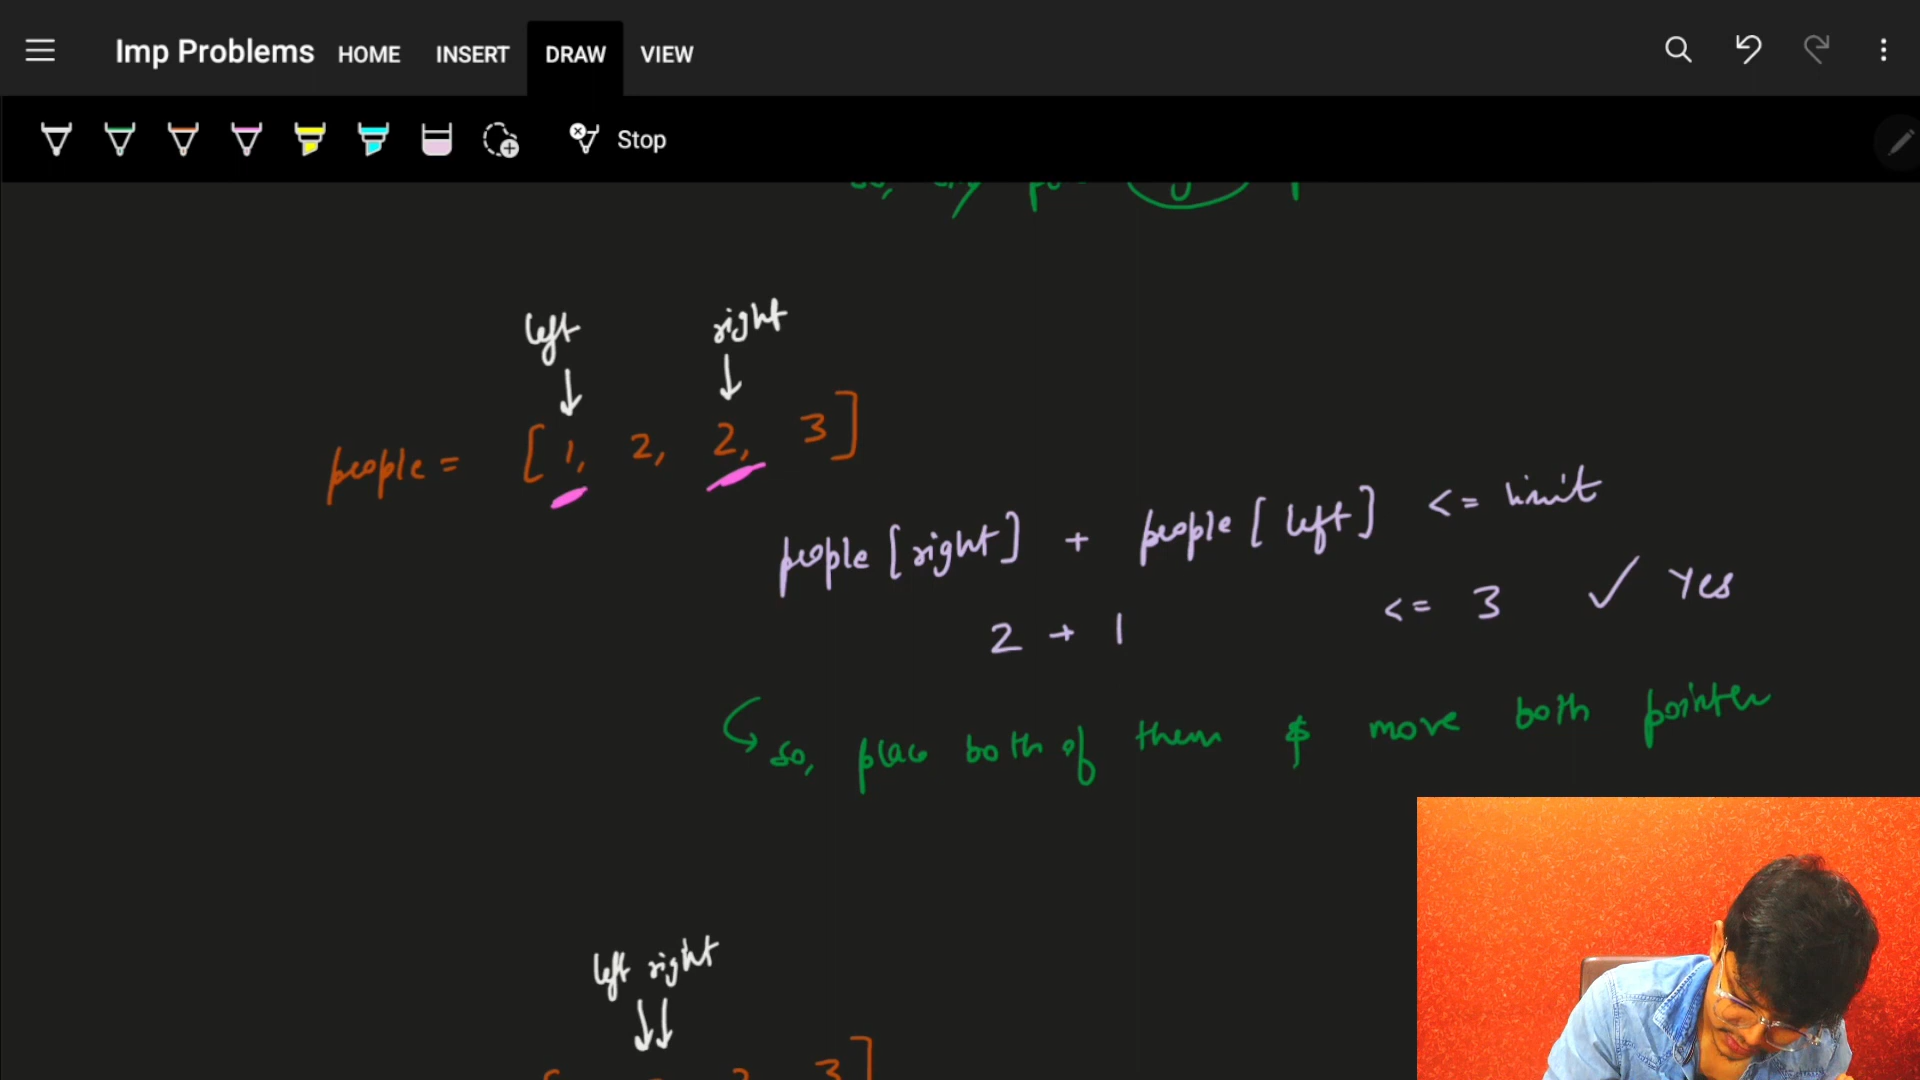 Imp Problems HOME INSERT DRAW VIEW
Stop
left right
people = [1, 2, 2, 3]
people [right] + people [left] <= limit
2 + 1 <= 3 ✓ Yes
so, place both of them & move both pointer
left right
3]